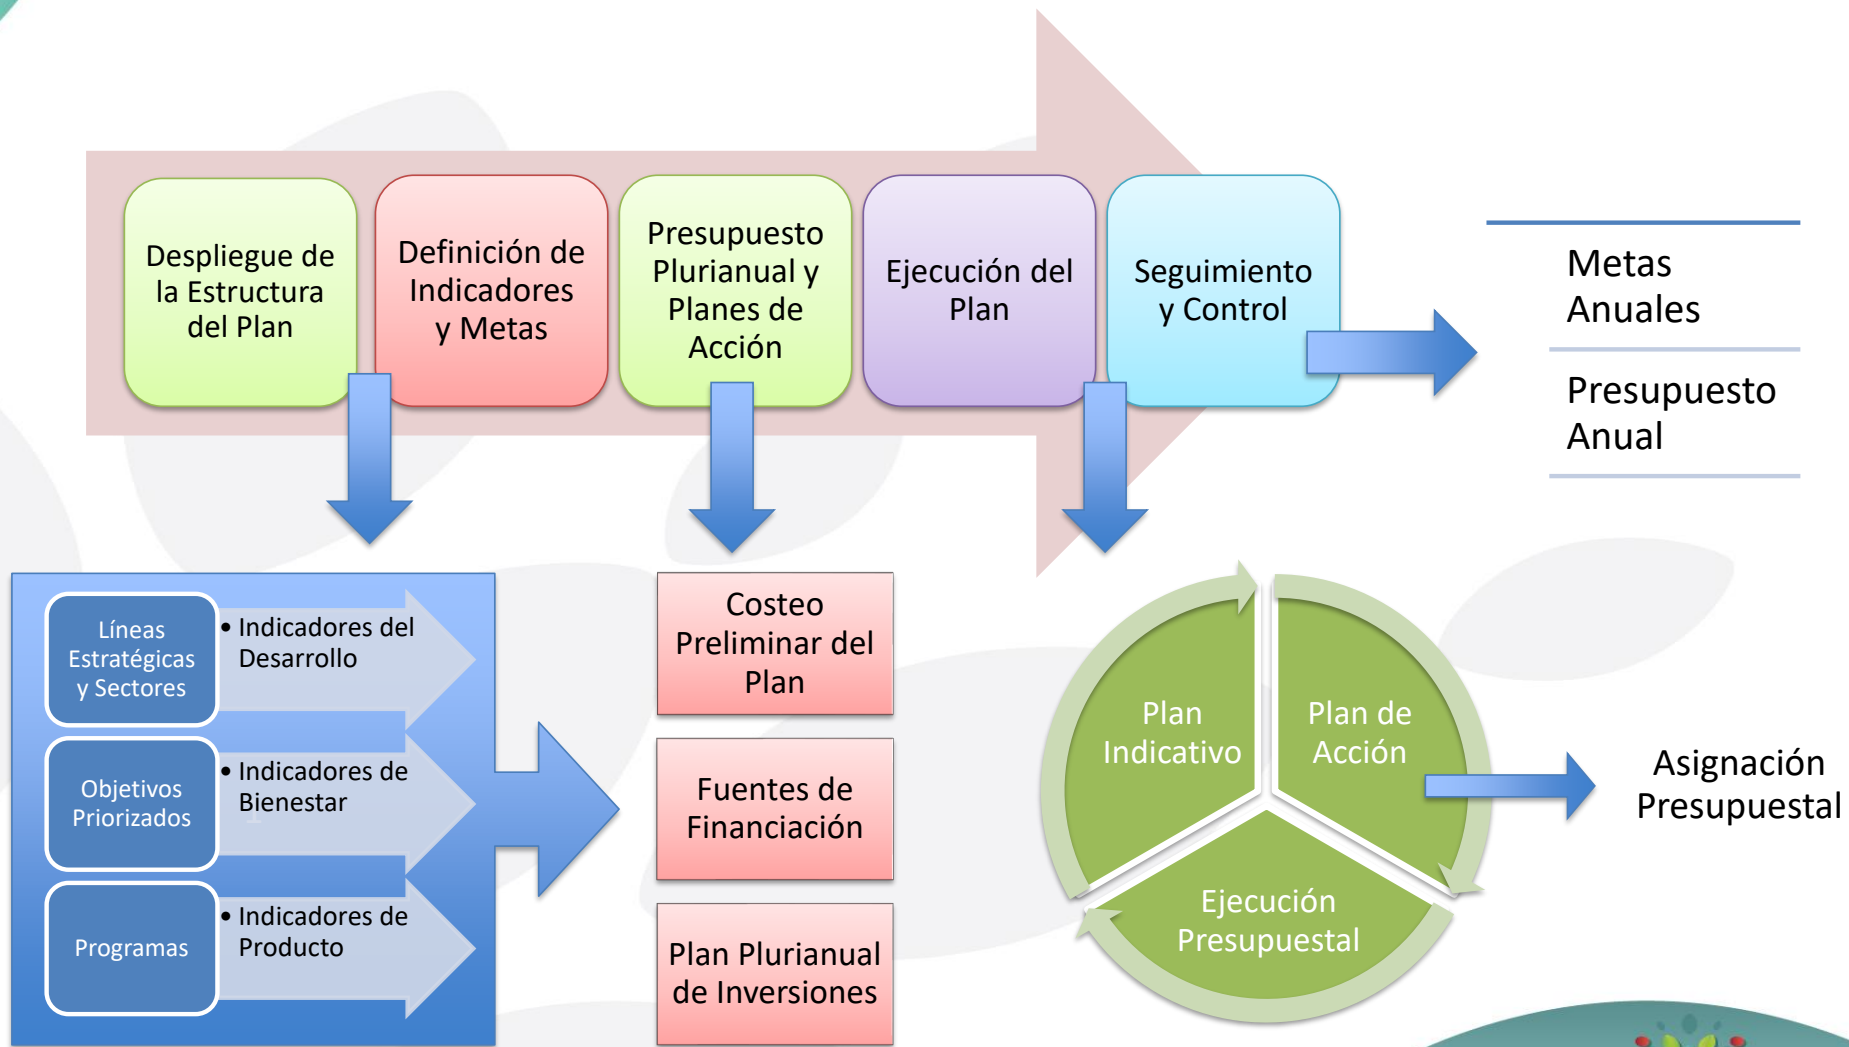 Despliegue de
la Estructura
del Plan
Definición de
Indicadores
y Metas
Presupuesto
Plurianual y
Planes de
Acción
Ejecución del
Plan
Seguimiento
y Control
Metas
Anuales
Presupuesto
Anual
Líneas
Estratégicas
y Sectores
• Indicadores del
Desarrollo
Objetivos
Priorizados
1
• Indicadores de
Bienestar
Programas
• Indicadores de
Producto
Costeo
Preliminar del
Plan
Fuentes de
Financiación
Plan Plurianual
de Inversiones
Plan
Indicativo
Plan de
Acción
Ejecución
Presupuestal
Asignación
Presupuestal